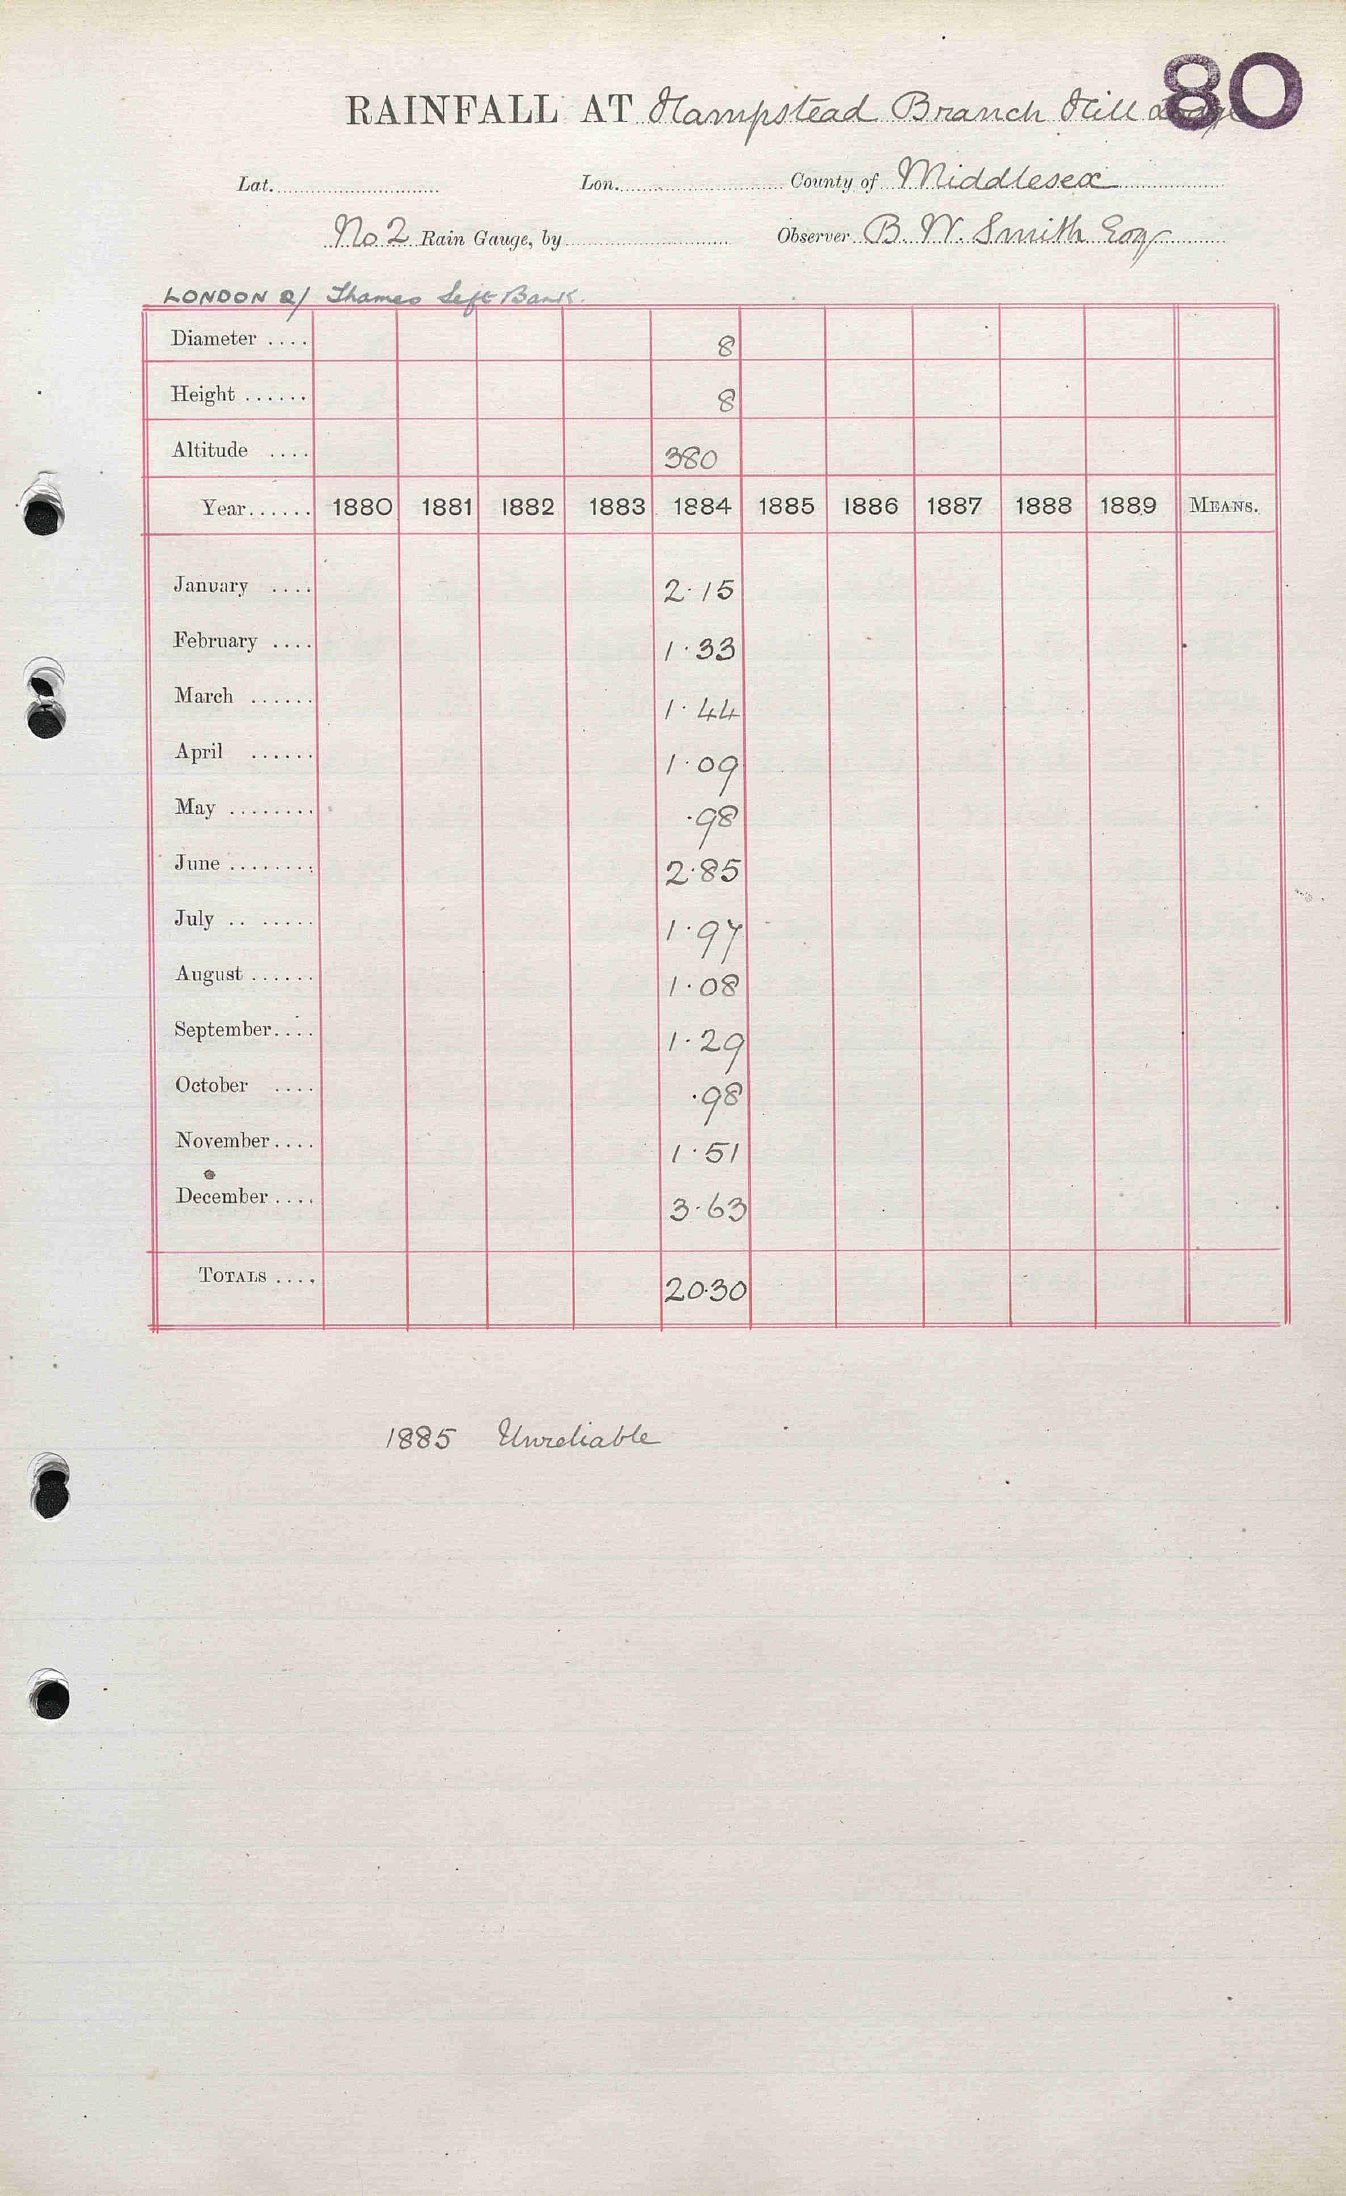 80
RAINFALL AT Hampstead Branch Hill Lodge
Lat. Lon. County of Middlesex
No 2 Rain Gauge, by Observer B. W. Smith Esq
LONDON 2/ Thames Left Bank.
Diameter .... 8
Height ...... 8
Altitude .... 380
Year...... 1880 1881 1882 1883 1884 1885 1886 1887 1888 1889 MEANS.
January .... 2.15
February .... 1.33
March ...... 1.44
April ...... 1.09
May ........ .98
June ........ 2.85
July .. ...... 1.97
August ...... 1.08
September.... 1.29
October .... .98
November.... 1.51
December.... 3.63
TOTALS .... 20.30
1885 Unreliable